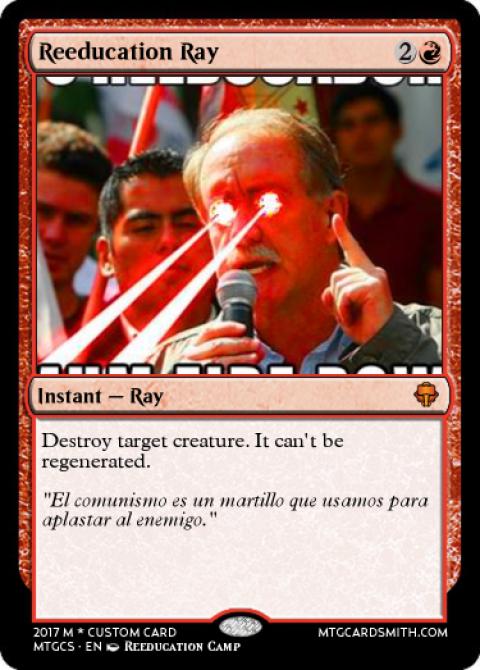 Reeducation Ray 2
Instant — Ray
Destroy target creature. It can't be
regenerated.
"El comunismo es un martillo que usamos para
aplastar al enemigo."
2017 M * CUSTOM CARD
MTGCS · EN Reeducation Camp
MTGCARDSMITH.COM